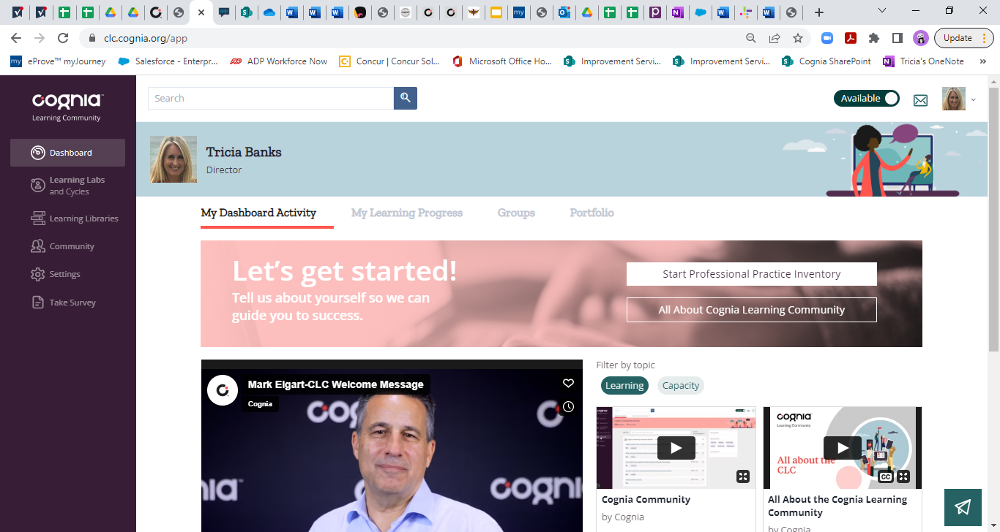 clc.cognia.org/app
Update
eProve™ myJourney
Salesforce - Enterpr...
ADP Workforce Now
Concur | Concur Sol...
Microsoft Office Ho...
Improvement Servi...
Improvement Servi...
Cognia SharePoint
Tricia's OneNote
cognia™
Learning Community
Search
Available
Dashboard
Learning Labs
and Cycles
Learning Libraries
Community
Settings
Take Survey
Tricia Banks
Director
My Dashboard Activity
My Learning Progress
Groups
Portfolio
Let's get started!
Tell us about yourself so we can
guide you to success.
Start Professional Practice Inventory
All About Cognia Learning Community
Mark Elgart-CLC Welcome Message
Cognia
Filter by topic
Learning
Capacity
cognia
Learning Community
All about the
CLC
CC
Cognia Community
by Cognia
All About the Cognia Learning
Community
by Cognia